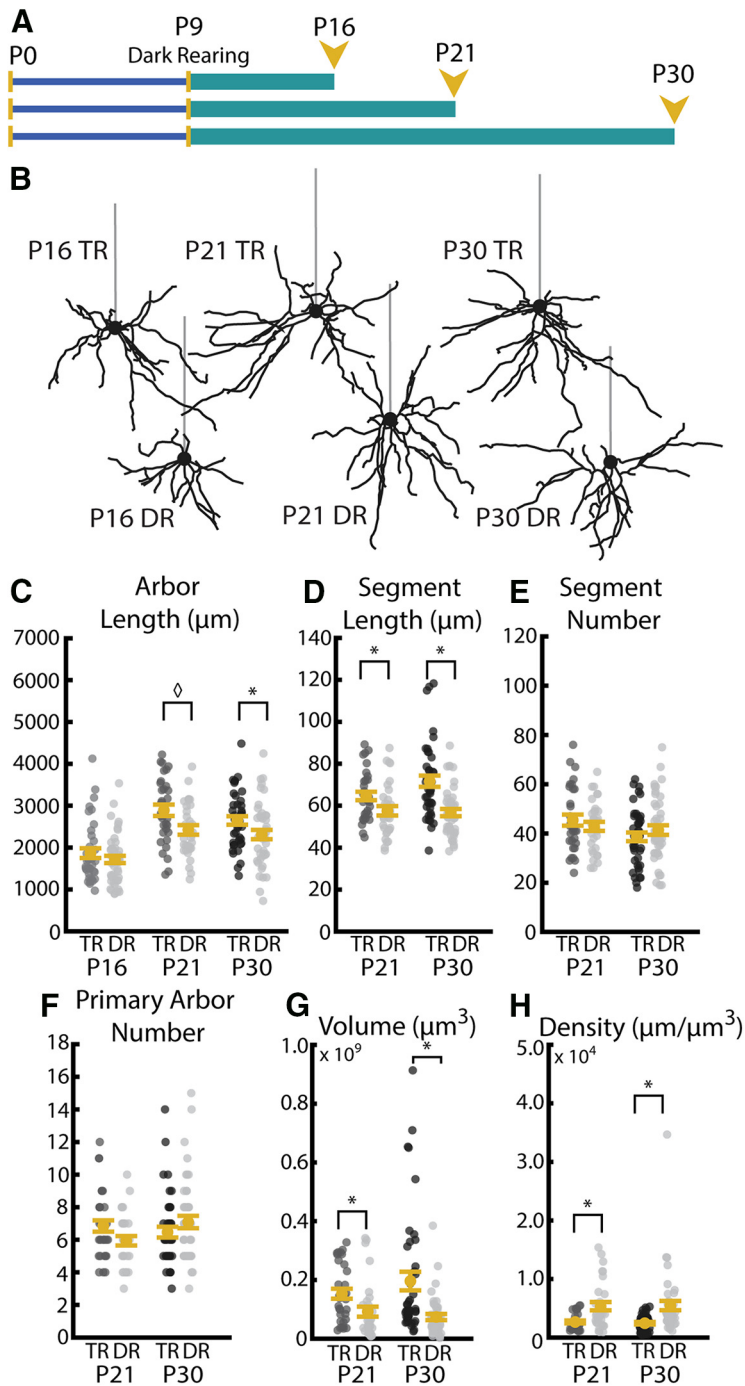 A
P0
P9
Dark Rearing
P16
P21
P30
B
P16 TR
P21 TR
P30 TR
P16 DR
P21 DR
P30 DR
C
Arbor
Length (µm)
7000
6000
5000
4000
3000
2000
1000
0
◊
*
TR DR TR DR TR DR
P16 P21 P30
D
Segment
Length (µm)
140
120
100
80
60
40
20
0
*
*
TR DR TR DR
P21 P30
E
Segment
Number
120
100
80
60
40
20
0
TR DR TR DR
P21 P30
F
Primary Arbor
Number
18
16
14
12
10
8
6
4
2
0
TR DR TR DR
P21 P30
G
Volume (µm³)
1.0
x 10⁹
0.8
0.6
0.4
0.2
0
*
*
TR DR TR DR
P21 P30
H
Density (µm/µm³)
5.0
x 10⁴
4.0
3.0
2.0
1.0
0
*
*
TR DR TR DR
P21 P30